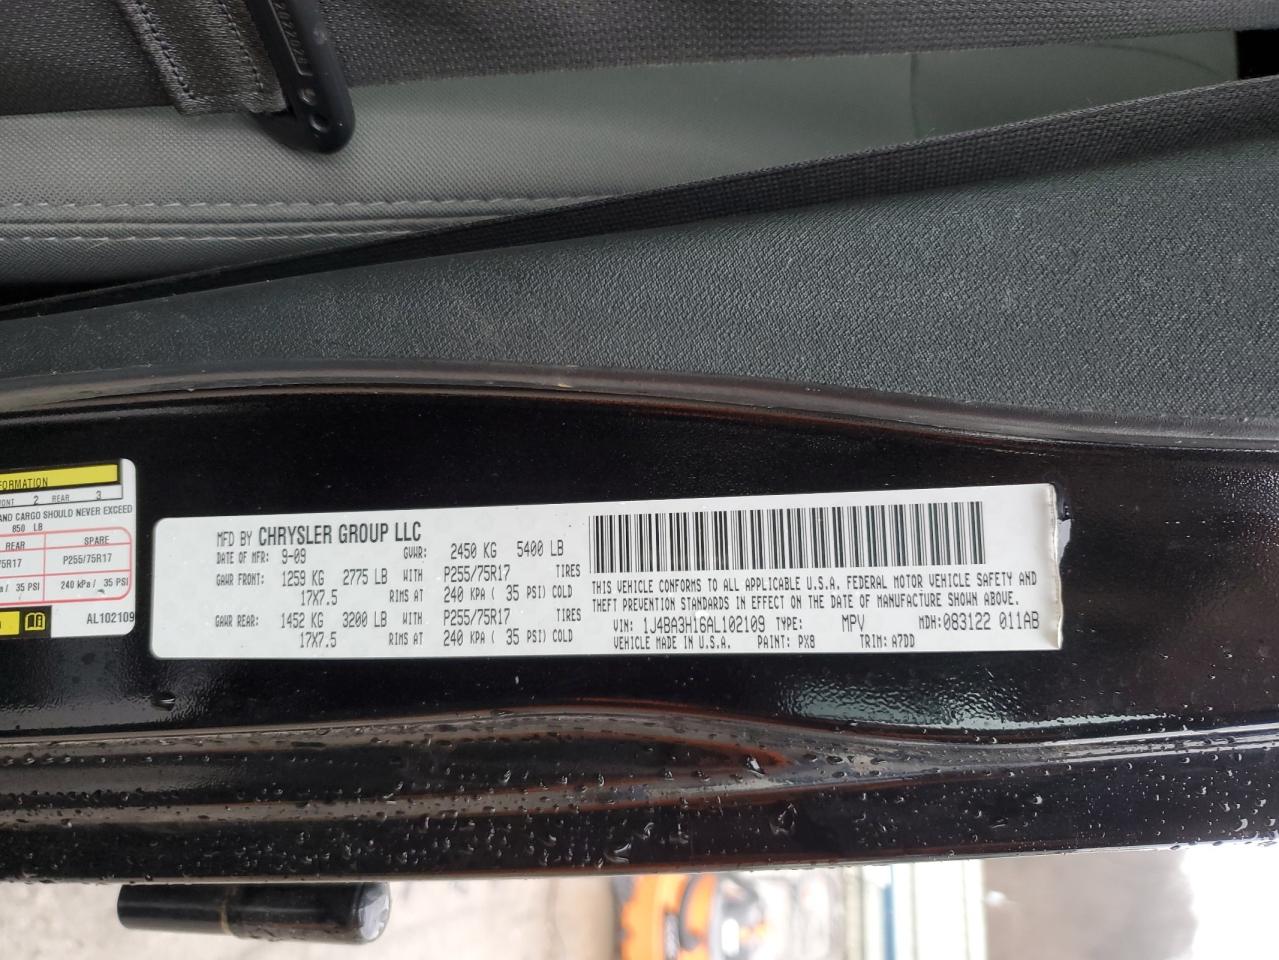 FORMATION
FRONT 2 REAR 3
AND CARGO SHOULD NEVER EXCEED
850 LB
REAR SPARE
75R17 P255/75R17
/ 35 PSI 240 kPa / 35 PSI
AL102109
MFD BY CHRYSLER GROUP LLC
DATE OF MFR: 9-09 GVWR: 2450 KG 5400 LB
GAWR FRONT: 1259 KG 2775 LB WITH P255/75R17 TIRES
17X7.5 RIMS AT 240 KPA ( 35 PSI) COLD
GAWR REAR: 1452 KG 3200 LB WITH P255/75R17 TIRES
17X7.5 RIMS AT 240 KPA ( 35 PSI) COLD
THIS VEHICLE CONFORMS TO ALL APPLICABLE U.S.A. FEDERAL MOTOR VEHICLE SAFETY AND
THEFT PREVENTION STANDARDS IN EFFECT ON THE DATE OF MANUFACTURE SHOWN ABOVE.
VIN: 1J4BA3H16AL102109 TYPE: MPV MDH: 083122 011AB
VEHICLE MADE IN U.S.A. PAINT: PX8 TRIM: A7DD